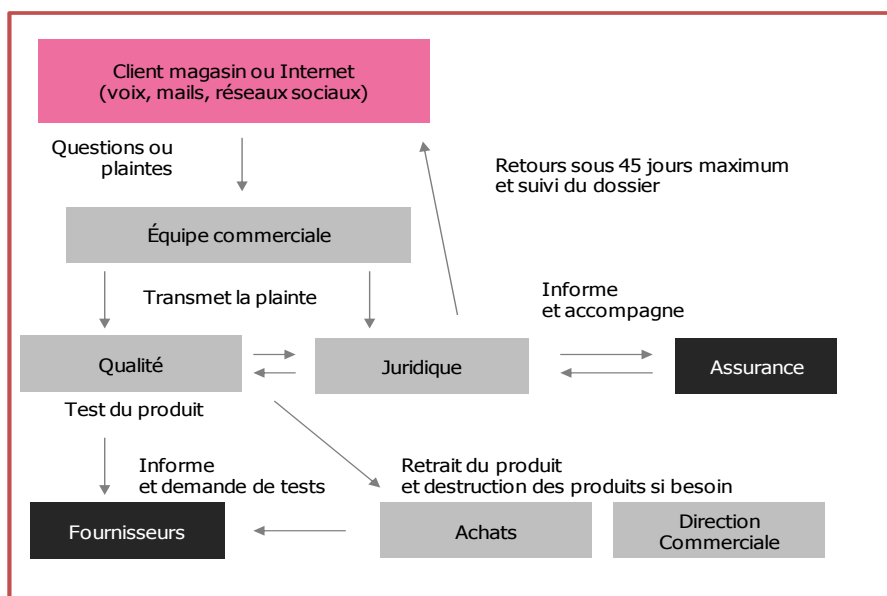 Client magasin ou Internet
(voix, mails, réseaux sociaux)
Questions ou
plaintes
Retours sous 45 jours maximum
et suivi du dossier
Équipe commerciale
Transmet la plainte
Informe
et accompagne
Qualité
Juridique
Assurance
Test du produit
Informe
et demande de tests
Retrait du produit
et destruction des produits si besoin
Fournisseurs
Achats
Direction
Commerciale